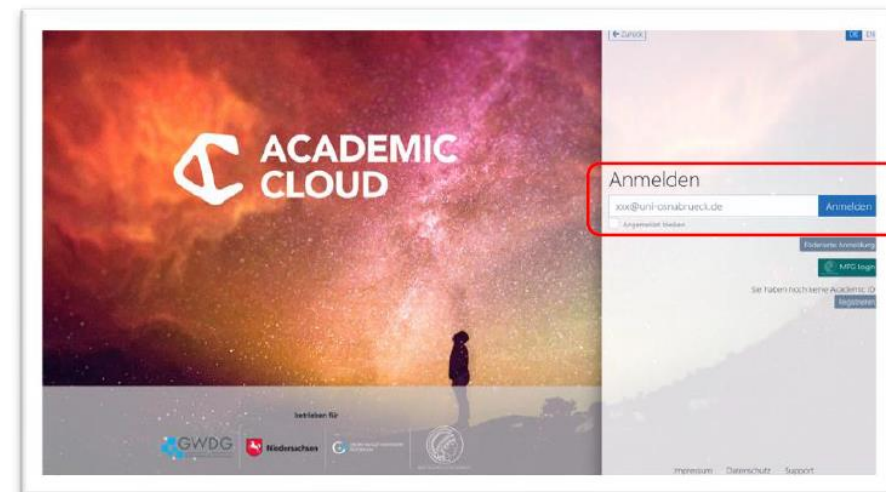 ← Zurück
DE EN
ACADEMIC
CLOUD
Anmelden
xxx@uni-osnabrueck.de
Anmelden
Angemeldet bleiben
Föderierte Anmeldung
MPG login
Sie haben noch keine Academic ID
Registrieren
betrieben für
GWDG
Niedersachsen
Impressum Datenschutz Support